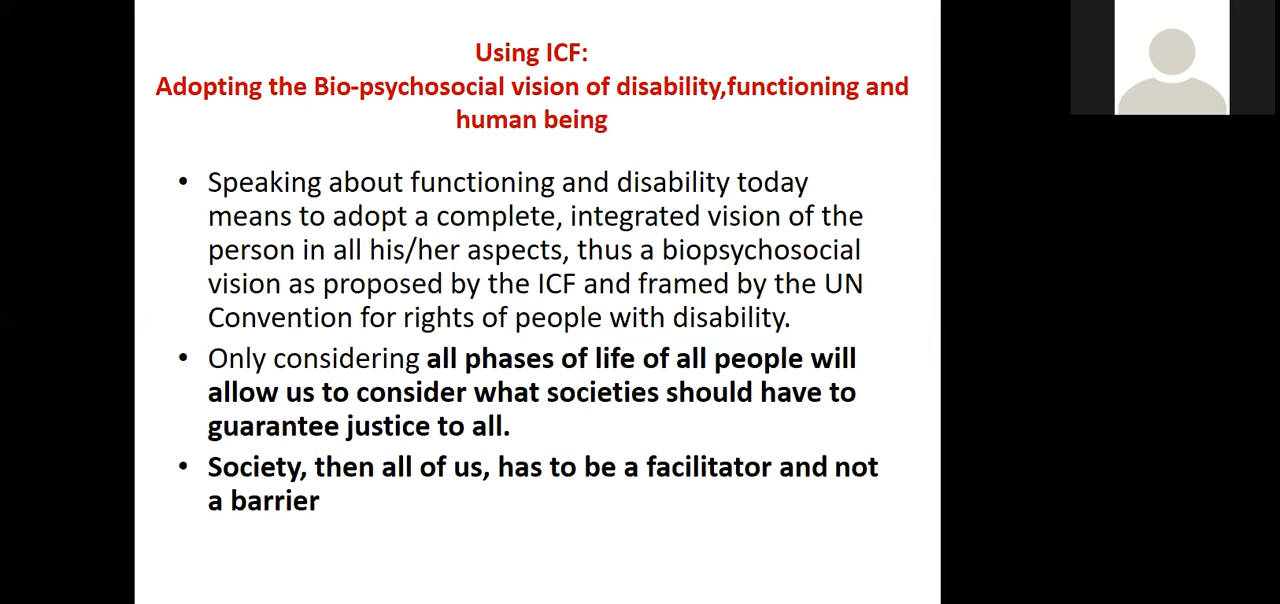 Using ICF:
Adopting the Bio-psychosocial vision of disability,functioning and
human being
• Speaking about functioning and disability today
means to adopt a complete, integrated vision of the
person in all his/her aspects, thus a biopsychosocial
vision as proposed by the ICF and framed by the UN
Convention for rights of people with disability.
• Only considering all phases of life of all people will
allow us to consider what societies should have to
guarantee justice to all.
• Society, then all of us, has to be a facilitator and not
a barrier